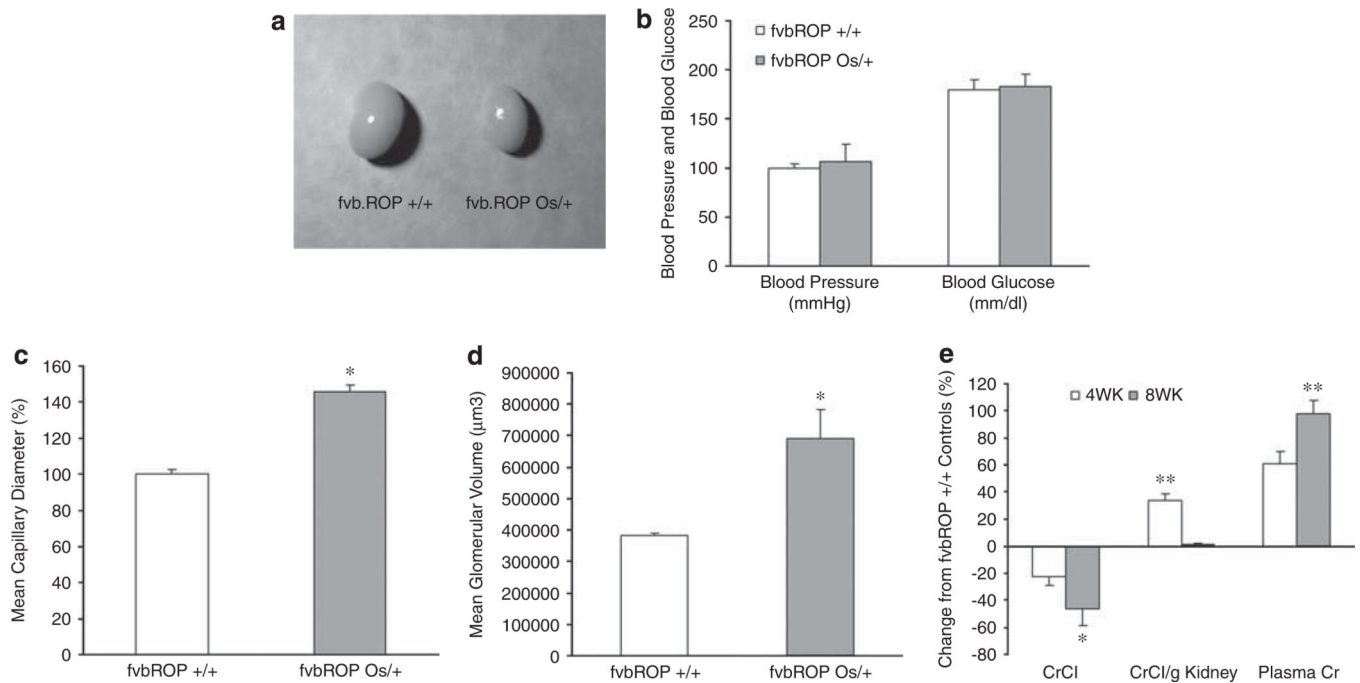 a
fvb.ROP +/+
fvb.ROP Os/+
b
Blood Pressure and Blood Glucose
250
200
150
100
50
0
fvbROP +/+
fvbROP Os/+
Blood Pressure
(mmHg)
Blood Glucose
(mm/dl)
c
Mean Capillary Diameter (%)
160
140
120
100
80
60
40
20
0
*
fvbROP +/+
fvbROP Os/+
d
Mean Glomerular Volume (μm3)
900000
800000
700000
600000
500000
400000
300000
200000
100000
0
*
fvbROP +/+
fvbROP Os/+
e
Change from fvbROP +/+ Controls (%)
120
100
80
60
40
20
0
-20
-40
-60
-80
4WK
8WK
**
**
*
CrCl
CrCl/g Kidney
Plasma Cr